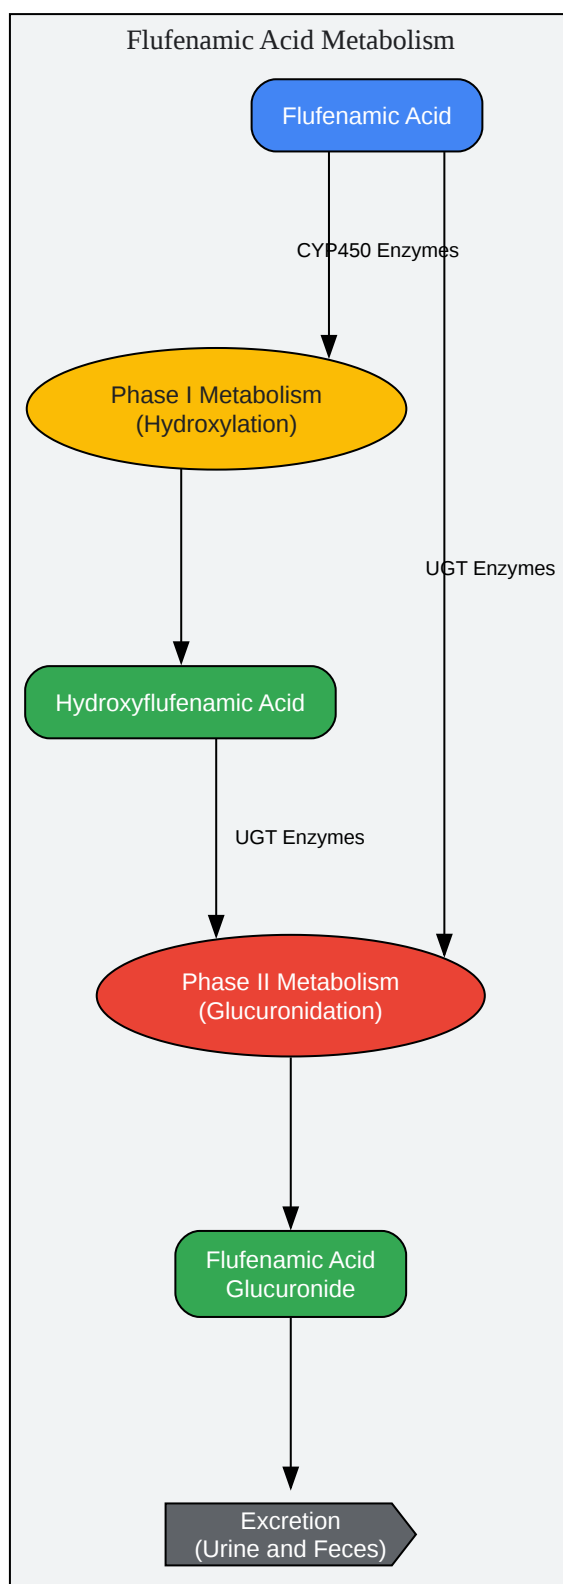 Flufenamic Acid Metabolism
Flufenamic Acid
CYP450 Enzymes
Phase I Metabolism
(Hydroxylation)
UGT Enzymes
Hydroxyflufenamic Acid
UGT Enzymes
Phase II Metabolism
(Glucuronidation)
Flufenamic Acid
Glucuronide
Excretion
(Urine and Feces)